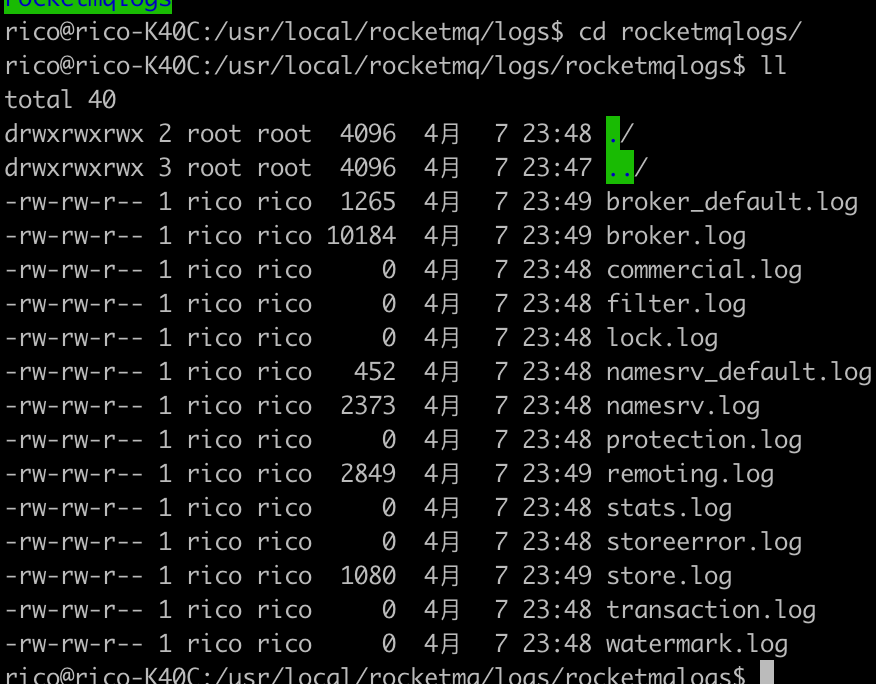 rocketmqlogs
rico@rico-K40C:/usr/local/rocketmq/logs$ cd rocketmqlogs/
rico@rico-K40C:/usr/local/rocketmq/logs/rocketmqlogs$ ll
total 40
drwxrwxrwx 2 root root  4096  4月   7 23:48 ./
drwxrwxrwx 3 root root  4096  4月   7 23:47 ../
-rw-rw-r-- 1 rico rico  1265  4月   7 23:49 broker_default.log
-rw-rw-r-- 1 rico rico 10184  4月   7 23:49 broker.log
-rw-rw-r-- 1 rico rico     0  4月   7 23:48 commercial.log
-rw-rw-r-- 1 rico rico     0  4月   7 23:48 filter.log
-rw-rw-r-- 1 rico rico     0  4月   7 23:48 lock.log
-rw-rw-r-- 1 rico rico   452  4月   7 23:48 namesrv_default.log
-rw-rw-r-- 1 rico rico  2373  4月   7 23:48 namesrv.log
-rw-rw-r-- 1 rico rico     0  4月   7 23:48 protection.log
-rw-rw-r-- 1 rico rico  2849  4月   7 23:49 remoting.log
-rw-rw-r-- 1 rico rico     0  4月   7 23:48 stats.log
-rw-rw-r-- 1 rico rico     0  4月   7 23:48 storeerror.log
-rw-rw-r-- 1 rico rico  1080  4月   7 23:49 store.log
-rw-rw-r-- 1 rico rico     0  4月   7 23:48 transaction.log
-rw-rw-r-- 1 rico rico     0  4月   7 23:48 watermark.log
rico@rico-K40C:/usr/local/rocketmq/logs/rocketmqlogs$